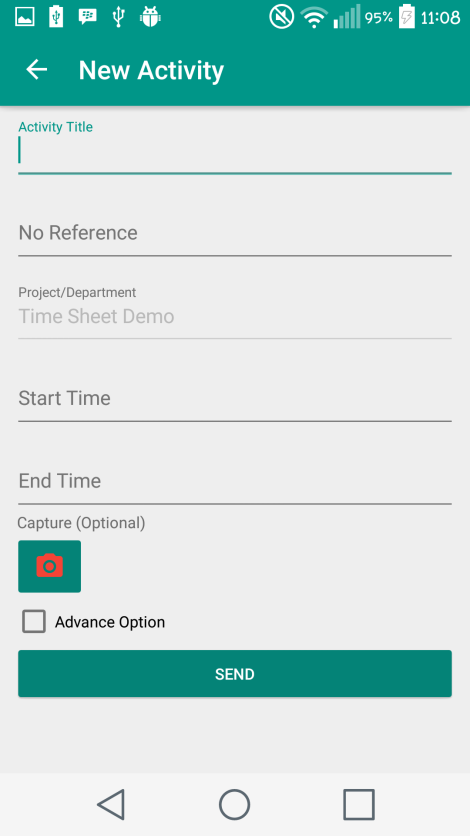 95% 11:08
New Activity
Activity Title
No Reference
Project/Department
Time Sheet Demo
Start Time
End Time
Capture (Optional)
Advance Option
SEND